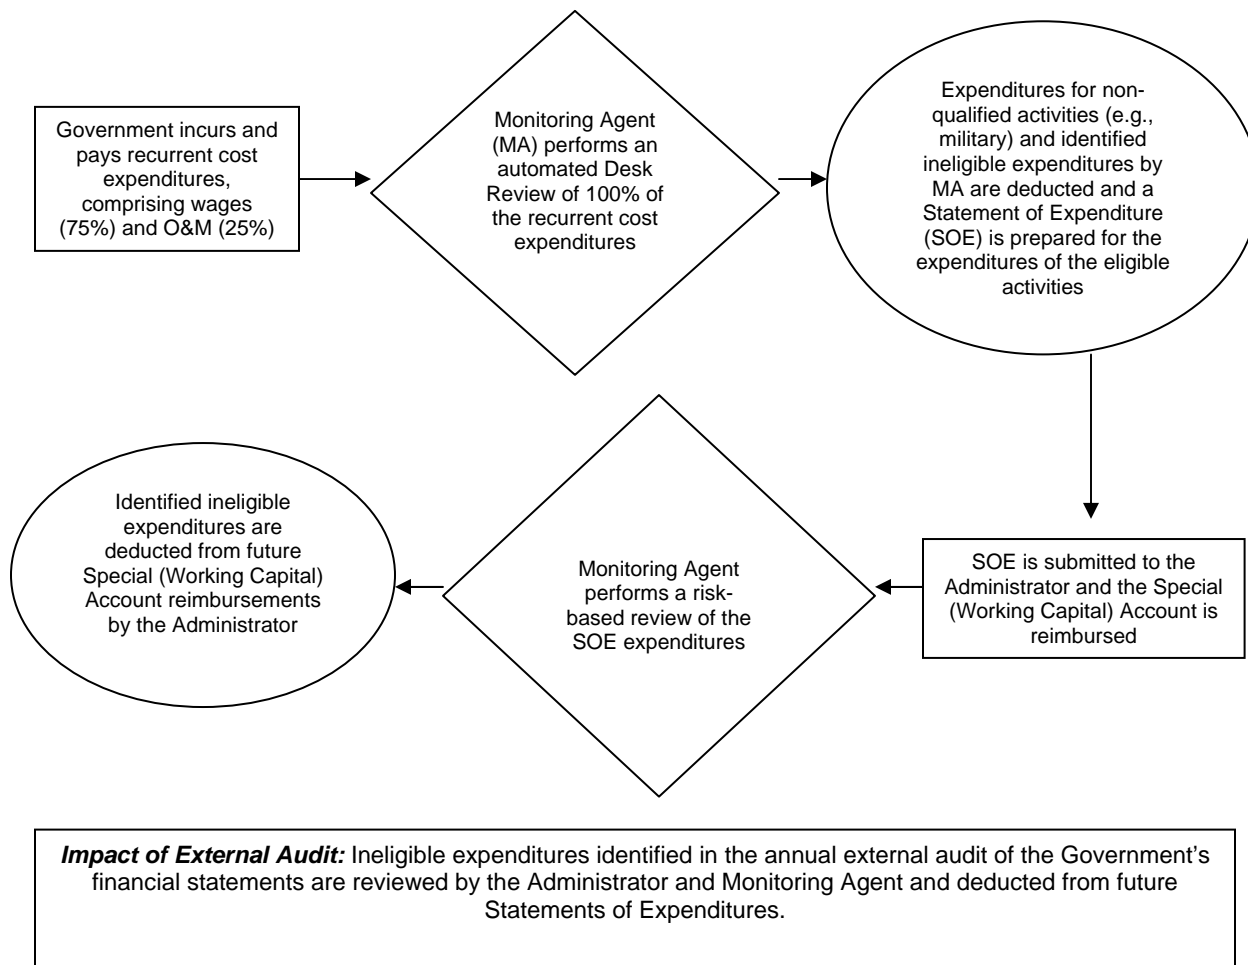 Government incurs and
pays recurrent cost
expenditures,
comprising wages
(75%) and O&M (25%)
Monitoring Agent
(MA) performs an
automated Desk
Review of 100% of
the recurrent cost
expenditures
Expenditures for non-
qualified activities (e.g.,
military) and identified
ineligible expenditures by
MA are deducted and a
Statement of Expenditure
(SOE) is prepared for the
expenditures of the eligible
activities
SOE is submitted to the
Administrator and the Special
(Working Capital) Account is
reimbursed
Monitoring Agent
performs a risk-
based review of the
SOE expenditures
Identified ineligible
expenditures are
deducted from future
Special (Working Capital)
Account reimbursements
by the Administrator
Impact of External Audit: Ineligible expenditures identified in the annual external audit of the Government's
financial statements are reviewed by the Administrator and Monitoring Agent and deducted from future
Statements of Expenditures.